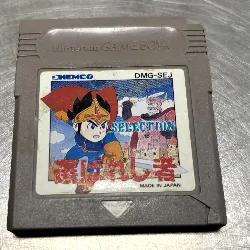 Nintendo GAME BOY
KEMCO
DMG-SEJ
SELECTION
選ばれし者
MADE IN JAPAN